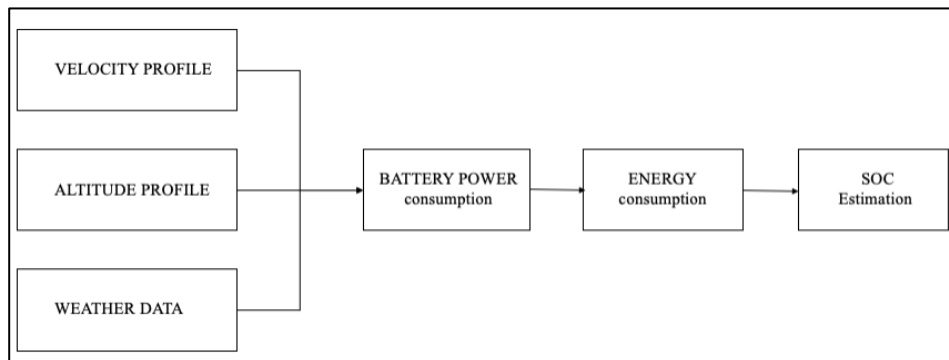 VELOCITY PROFILE
ALTITUDE PROFILE
WEATHER DATA
BATTERY POWER
consumption
ENERGY
consumption
SOC
Estimation